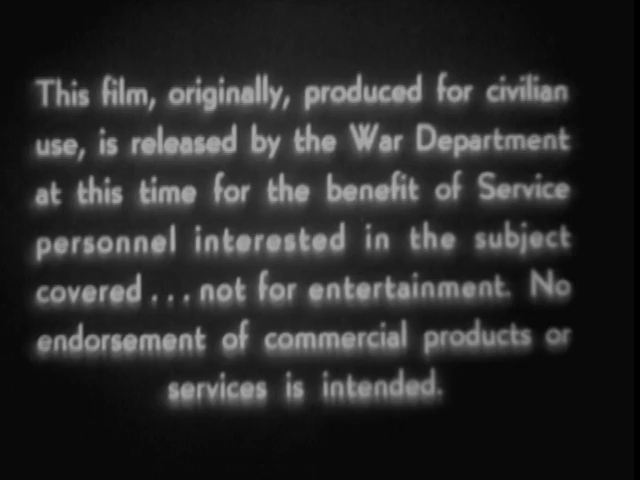 This film, originally, produced for civilian
use, is released by the War Department
at this time for the benefit of Service
personnel interested in the subject
covered... not for entertainment. No
endorsement of commercial products or
services is intended.